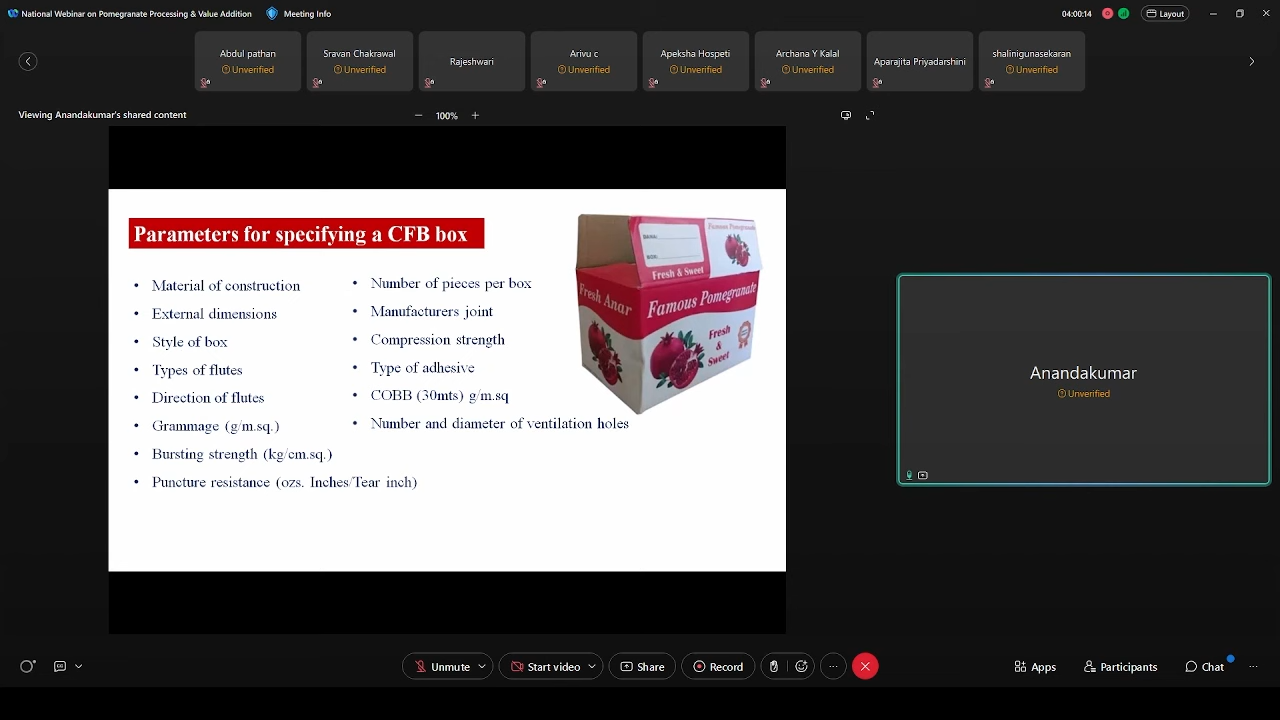 National Webinar on Pomegranate Processing & Value Addition
Meeting Info
04:00:14
Layout
Abdul pathan
Unverified
Sravan Chakrawal
Unverified
Rajeshwari
Arivu c
Unverified
Apeksha Hospeti
Unverified
Archana Y Kalal
Unverified
Aparajita Priyadarshini
shalinigunasekaran
Unverified
Viewing Anandakumar's shared content
100%
Parameters for specifying a CFB box
• Material of construction
• External dimensions
• Style of box
• Types of flutes
• Direction of flutes
• Grammage (g/m.sq.)
• Bursting strength (kg/cm.sq.)
• Puncture resistance (ozs. Inches/Tear inch)
• Number of pieces per box
• Manufacturers joint
• Compression strength
• Type of adhesive
• COBB (30mts) g/m.sq
• Number and diameter of ventilation holes
Famous Pomegranate
Fresh & Sweet
Fresh Anar
Famous Pomegranate
Fresh
&
Sweet
Anandakumar
Unverified
Unmute
Start video
Share
Record
Apps
Participants
Chat